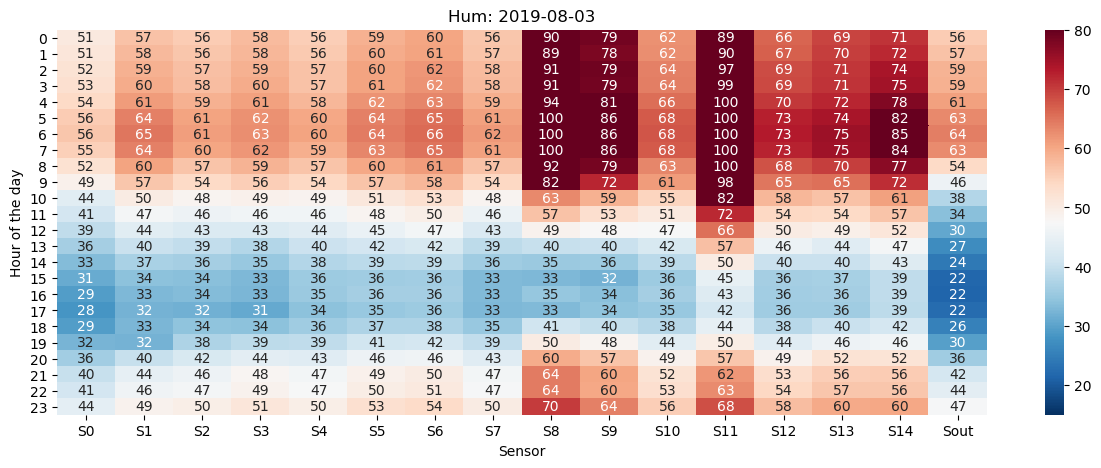 Hum: 2019-08-03
Hour of the day
0 51 57 56 58 56 59 60 56 90 79 62 89 66 69 71 56
1 51 58 56 58 56 60 61 57 89 78 62 90 67 70 72 57
2 52 59 57 59 57 60 62 58 91 79 64 97 69 71 74 59
3 53 60 58 60 57 61 62 58 91 79 64 99 69 71 75 59
4 54 61 59 61 58 62 63 59 94 81 66 100 70 72 78 61
5 56 64 61 62 60 64 65 61 100 86 68 100 73 74 82 63
6 56 65 61 63 60 64 66 62 100 86 68 100 73 75 85 64
7 55 64 60 62 59 63 65 61 100 86 68 100 73 75 84 63
8 52 60 57 59 57 60 61 57 92 79 63 100 68 70 77 54
9 49 57 54 56 54 57 58 54 82 72 61 98 65 65 72 46
10 44 50 48 49 49 51 53 48 63 59 55 82 58 57 61 38
11 41 47 46 46 46 48 50 46 57 53 51 72 54 54 57 34
12 39 44 43 43 44 45 47 43 49 48 47 66 50 49 52 30
13 36 40 39 38 40 42 42 39 40 40 42 57 46 44 47 27
14 33 37 36 35 38 39 39 36 35 36 39 50 40 40 43 24
15 31 34 34 33 36 36 36 33 33 32 36 45 36 37 39 22
16 29 33 34 33 35 36 36 33 35 34 36 43 36 36 39 22
17 28 32 32 31 34 35 36 33 33 34 35 42 36 36 39 22
18 29 33 34 34 36 37 38 35 41 40 38 44 38 40 42 26
19 32 32 38 39 39 41 42 39 50 48 44 50 44 46 46 30
20 36 40 42 44 43 46 46 43 60 57 49 57 49 52 52 36
21 40 44 46 48 47 49 50 47 64 60 52 62 53 56 56 42
22 41 46 47 49 47 50 51 47 64 60 53 63 54 57 56 44
23 44 49 50 51 50 53 54 50 70 64 56 68 58 60 60 47
S0 S1 S2 S3 S4 S5 S6 S7 S8 S9 S10 S11 S12 S13 S14 Sout
Sensor
80
70
60
50
40
30
20